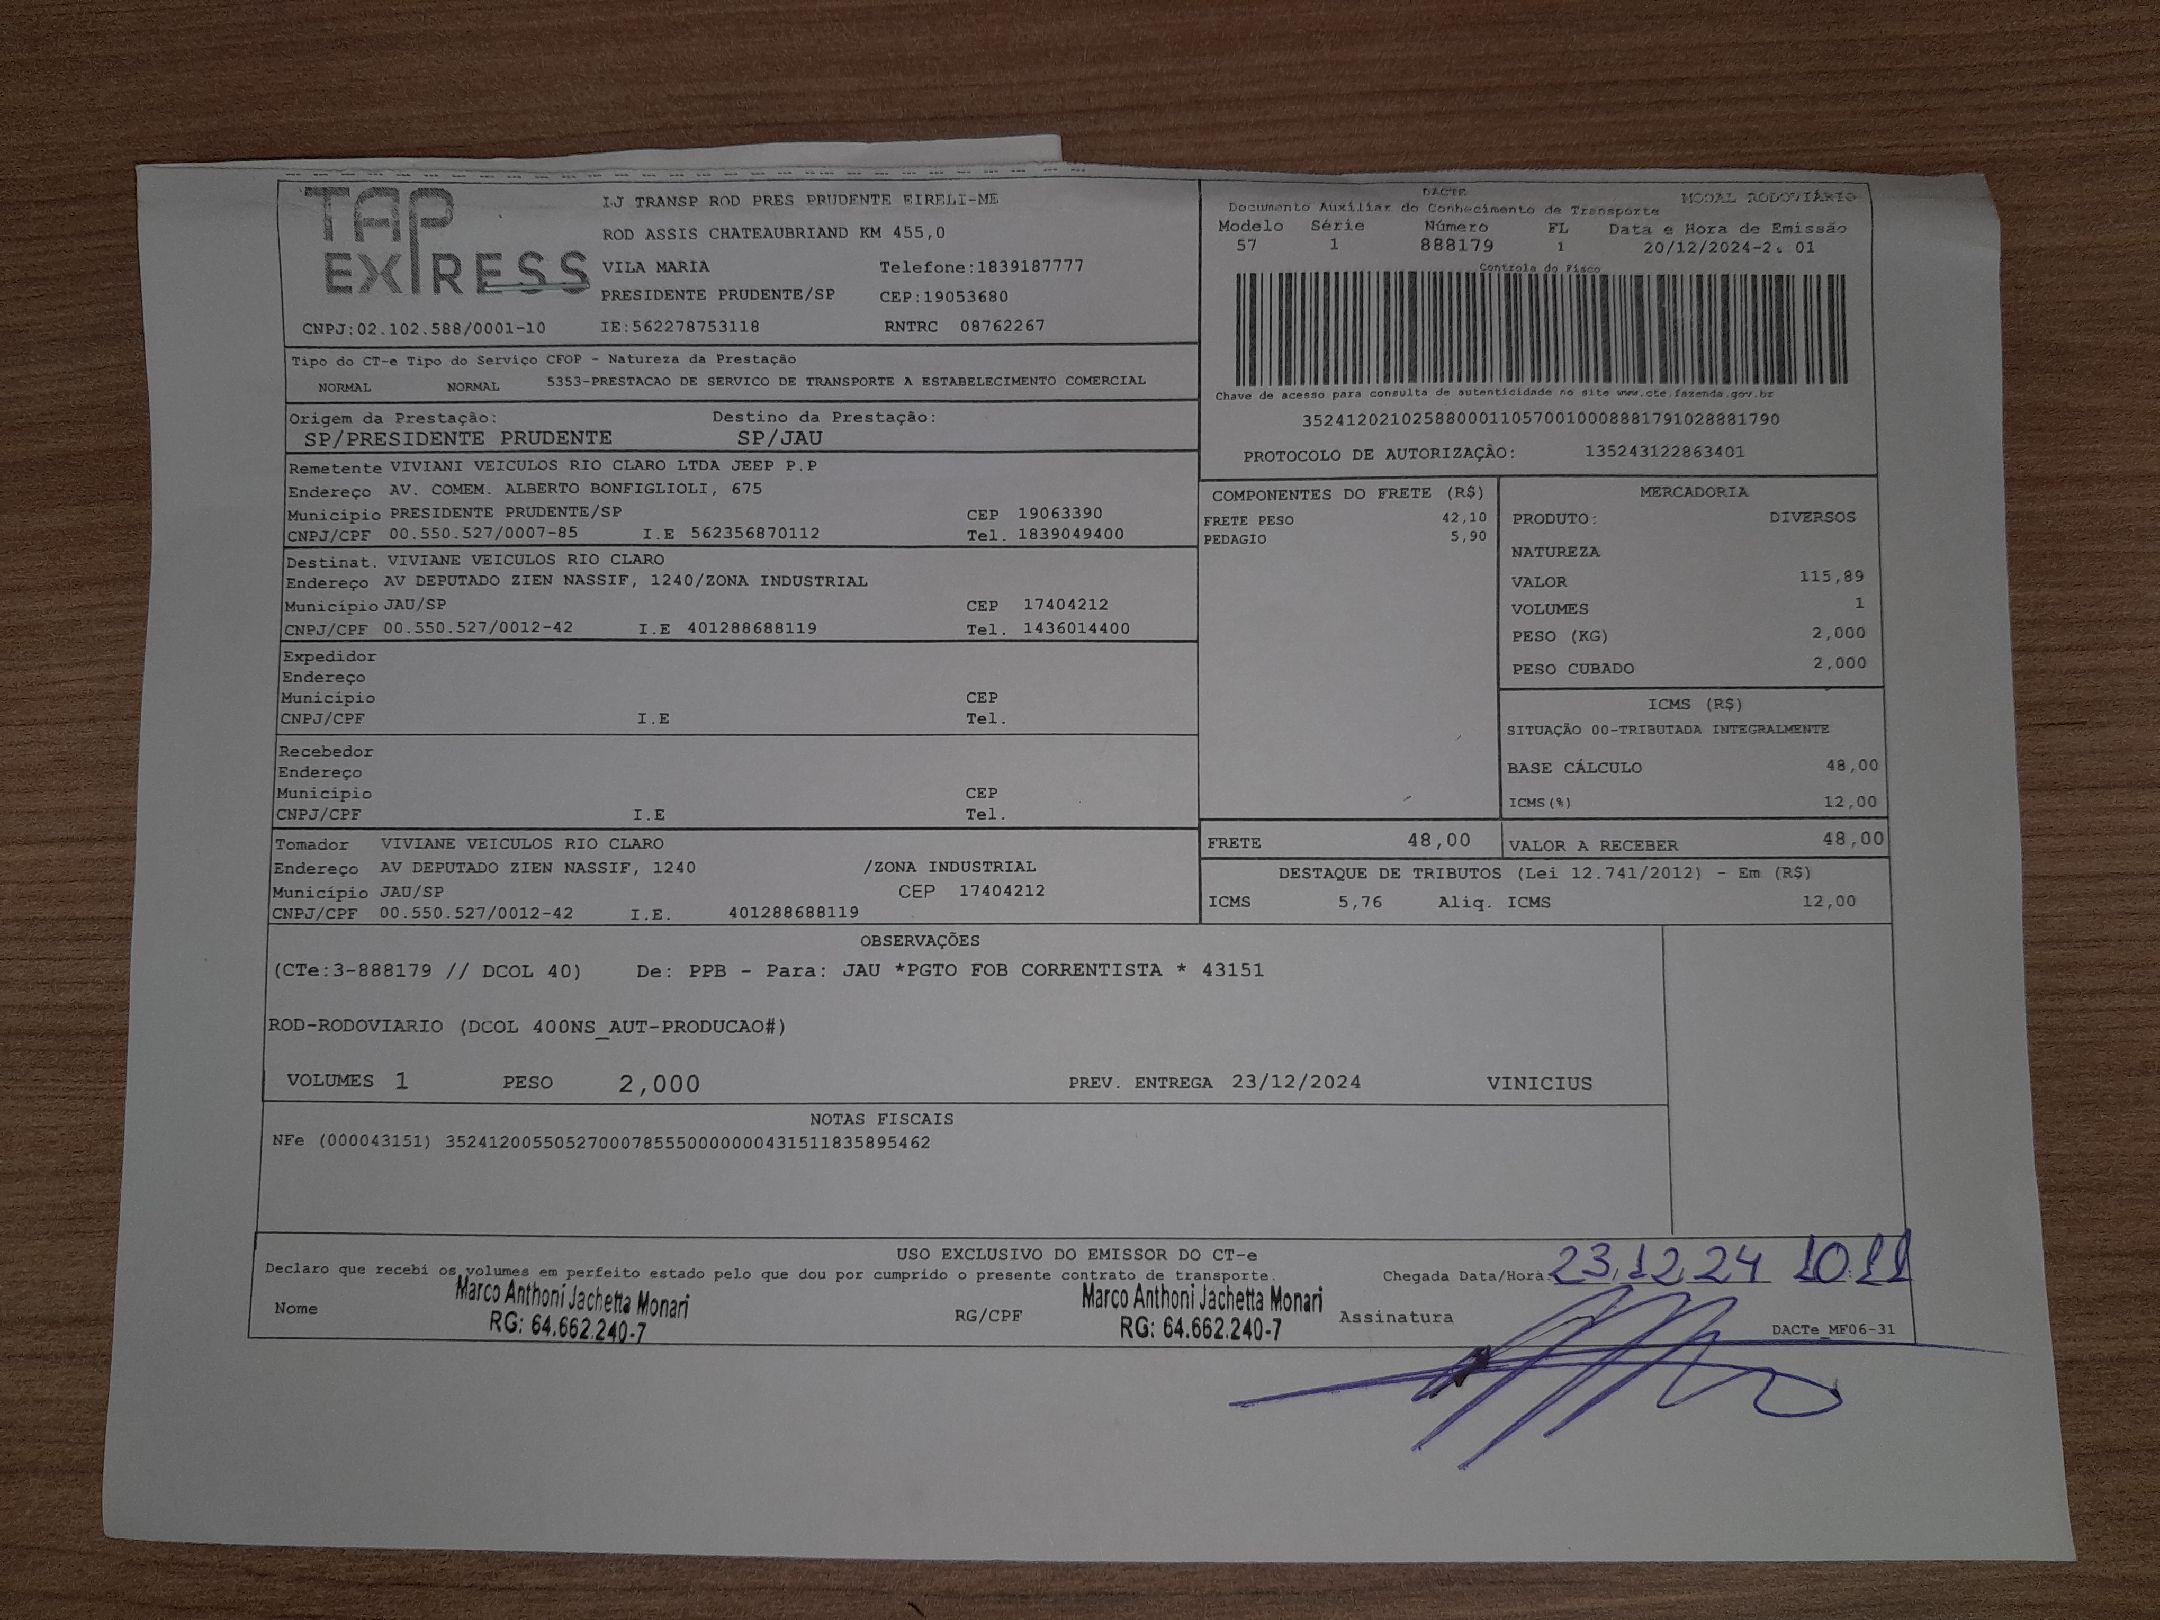 TAP
EXPRESS
IJ TRANSP ROD PRES PRUDENTE EIRELI-ME
ROD ASSIS CHATEAUBRIAND KM 455,0
VILA MARIA Telefone:1839187777
PRESIDENTE PRUDENTE/SP CEP:19053680
CNPJ:02.102.588/0001-10 IE:562278753118 RNTRC 08762267
DACTE MODAL RODOVIÁRIO
Documento Auxiliar do Conhecimento de Transporte
Modelo Série Número FL Data e Hora de Emissão
57 1 888179 1 20/12/2024
Controle do Fisco
Chave de acesso para consulta de autenticidade no site www.cte.fazenda.gov.br
35241202102588000110570010008881791028881790
PROTOCOLO DE AUTORIZAÇÃO: 135243122863401
Tipo do CT-e Tipo do Serviço CFOP - Natureza da Prestação
NORMAL NORMAL 5353-PRESTACAO DE SERVICO DE TRANSPORTE A ESTABELECIMENTO COMERCIAL
Origem da Prestação: Destino da Prestação:
SP/PRESIDENTE PRUDENTE SP/JAU
Remetente VIVIANI VEICULOS RIO CLARO LTDA JEEP P.P
Endereço AV. COMEM. ALBERTO BONFIGLIOLI, 675
Município PRESIDENTE PRUDENTE/SP CEP 19063390
CNPJ/CPF 00.550.527/0007-85 I.E 562356870112 Tel. 1839049400
Destinat. VIVIANE VEICULOS RIO CLARO
Endereço AV DEPUTADO ZIEN NASSIF, 1240/ZONA INDUSTRIAL
Município JAU/SP CEP 17404212
CNPJ/CPF 00.550.527/0012-42 I.E 401288688119 Tel. 1436014400
Expedidor
Endereço
Município CEP
CNPJ/CPF I.E Tel.
Recebedor
Endereço
Município CEP
CNPJ/CPF I.E Tel.
Tomador VIVIANE VEICULOS RIO CLARO
Endereço AV DEPUTADO ZIEN NASSIF, 1240 /ZONA INDUSTRIAL
Município JAU/SP CEP 17404212
CNPJ/CPF 00.550.527/0012-42 I.E. 401288688119
COMPONENTES DO FRETE (R$)
FRETE PESO 42,10
PEDAGIO 5,90
MERCADORIA
PRODUTO: DIVERSOS
NATUREZA
VALOR 115,89
VOLUMES 1
PESO (KG) 2,000
PESO CUBADO 2,000
ICMS (R$)
SITUAÇÃO 00-TRIBUTADA INTEGRALMENTE
BASE CÁLCULO 48,00
ICMS(%) 12,00
FRETE 48,00 VALOR A RECEBER 48,00
DESTAQUE DE TRIBUTOS (Lei 12.741/2012) - Em (R$)
ICMS 5,76 Aliq. ICMS 12,00
OBSERVAÇÕES
(CTe:3-888179 // DCOL 40) De: PPB - Para: JAU *PGTO FOB CORRENTISTA * 43151
ROD-RODOVIARIO (DCOL 400NS_AUT-PRODUCAO#)
VOLUMES 1 PESO 2,000 PREV. ENTREGA 23/12/2024 VINICIUS
NOTAS FISCAIS
NFe (000043151) 35241200550527000785550000000431511835895462
USO EXCLUSIVO DO EMISSOR DO CT-e
Declaro que recebi os volumes em perfeito estado pelo que dou por cumprido o presente contrato de transporte. Chegada Data/Hora: 23,12,24 10:11
Nome Marco Anthoni Jachetta Monari RG/CPF Marco Anthoni Jachetta Monari Assinatura
RG: 64.662.240-7 RG: 64.662.240-7
DACTe_MF06-31